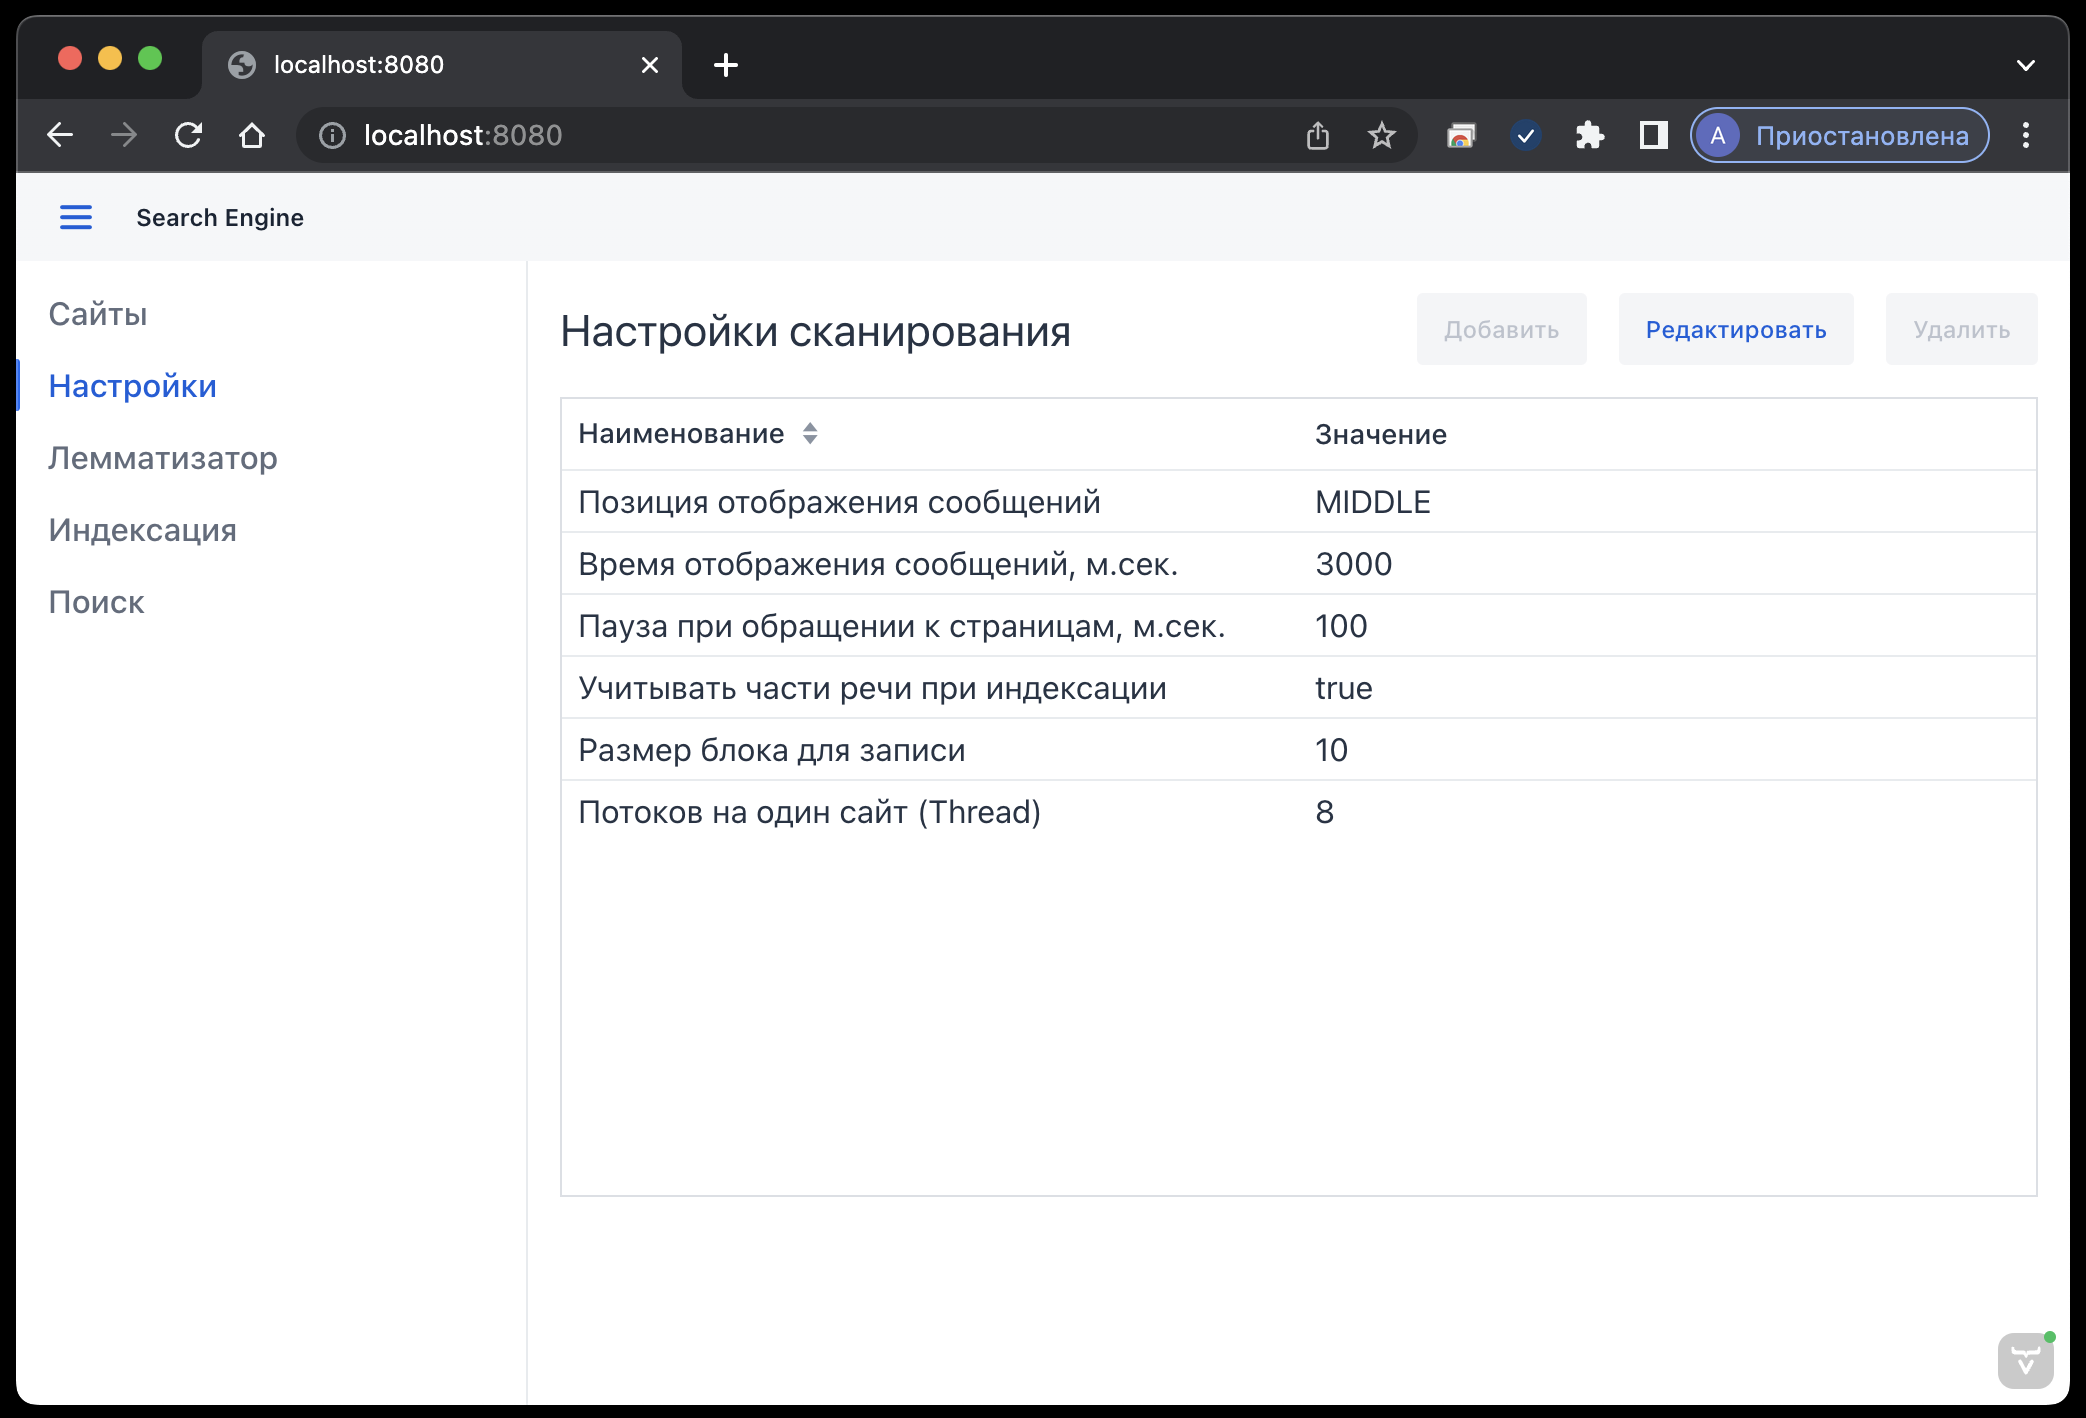 localhost:8080
localhost:8080
A Приостановлена
Search Engine
Сайты
Настройки
Лемматизатор
Индексация
Поиск
Настройки сканирования
Добавить Редактировать Удалить
Наименование Значение
Позиция отображения сообщений MIDDLE
Время отображения сообщений, м.сек. 3000
Пауза при обращении к страницам, м.сек. 100
Учитывать части речи при индексации true
Размер блока для записи 10
Потоков на один сайт (Thread) 8